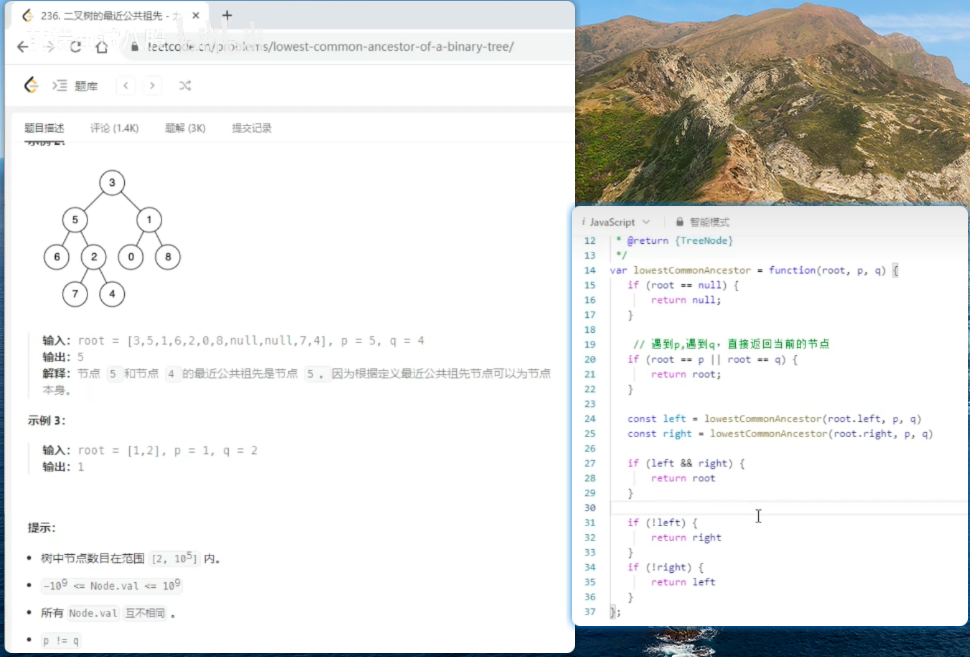 236. 二叉树的最近公共祖先 - 力
leetcode.cn/problems/lowest-common-ancestor-of-a-binary-tree/
题库
题目描述 评论 (1.4K) 题解 (3K) 提交记录
示例 2:
3
5 1
6 2 0 8
7 4
输入: root = [3,5,1,6,2,0,8,null,null,7,4], p = 5, q = 4
输出: 5
解释: 节点 5 和节点 4 的最近公共祖先是节点 5 。因为根据定义最近公共祖先节点可以为节点
本身。
示例 3:
输入: root = [1,2], p = 1, q = 2
输出: 1
提示:
• 树中节点数目在范围 [2, 10⁵] 内。
• -10⁹ <= Node.val <= 10⁹
• 所有 Node.val 互不相同 。
• p != q
i JavaScript 智能模式
12 * @return {TreeNode}
13 */
14 var lowestCommonAncestor = function(root, p, q) {
15 if (root == null) {
16 return null;
17 }
18
19 // 遇到p,遇到q，直接返回当前的节点
20 if (root == p || root == q) {
21 return root;
22 }
23
24 const left = lowestCommonAncestor(root.left, p, q)
25 const right = lowestCommonAncestor(root.right, p, q)
26
27 if (left && right) {
28 return root
29 }
30
31 if (!left) {
32 return right
33 }
34 if (!right) {
35 return left
36 }
37 };